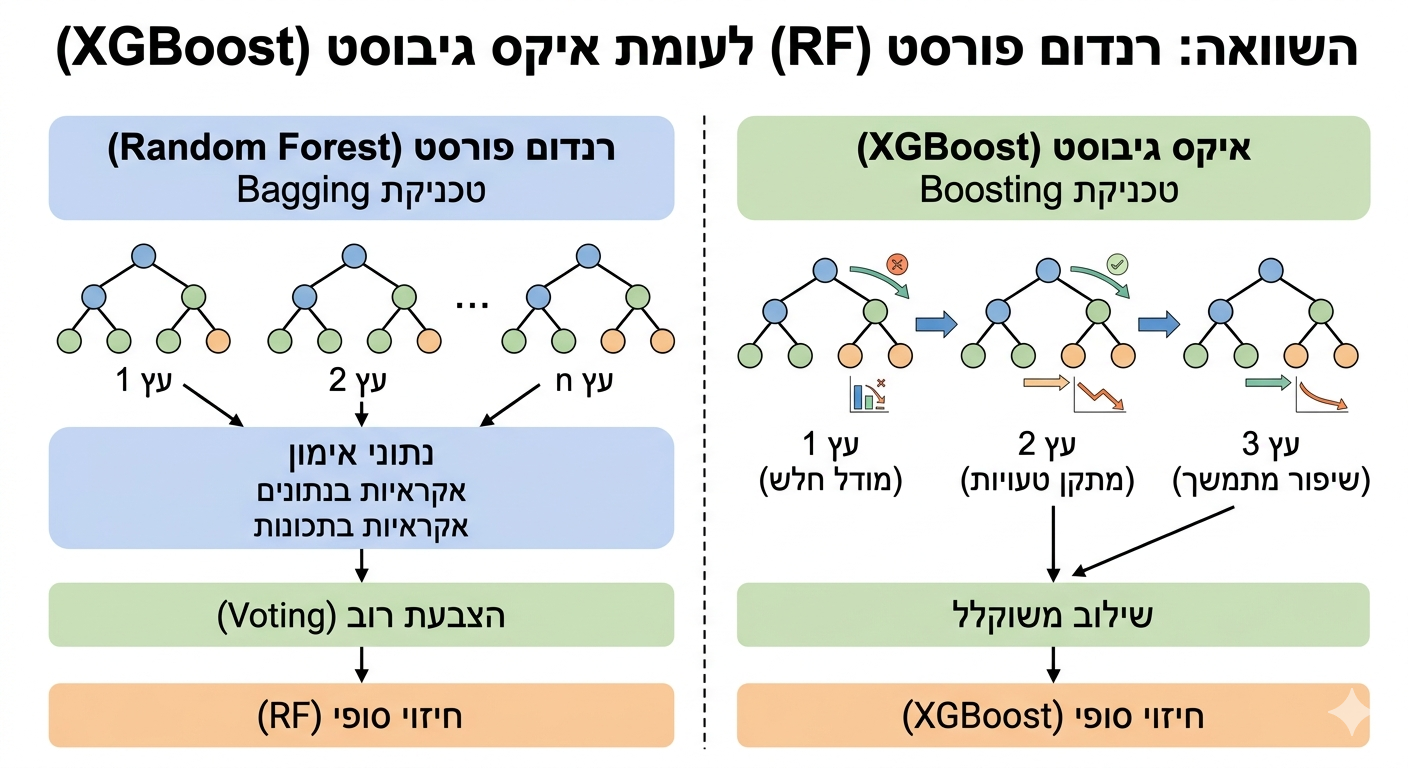 השוואה: רנדום פורסט (RF) לעומת איקס גיבוסט (XGBoost)
רנדום פורסט (Random Forest)
טכניקת Bagging
עץ 1
עץ 2
...
עץ n
נתוני אימון
אקראיות בנתונים
אקראיות בתכונות
הצבעת רוב (Voting)
חיזוי סופי (RF)
איקס גיבוסט (XGBoost)
טכניקת Boosting
עץ 1
(מודל חלש)
עץ 2
(מתקן טעויות)
עץ 3
(שיפור מתמשך)
שילוב משוקלל
חיזוי סופי (XGBoost)